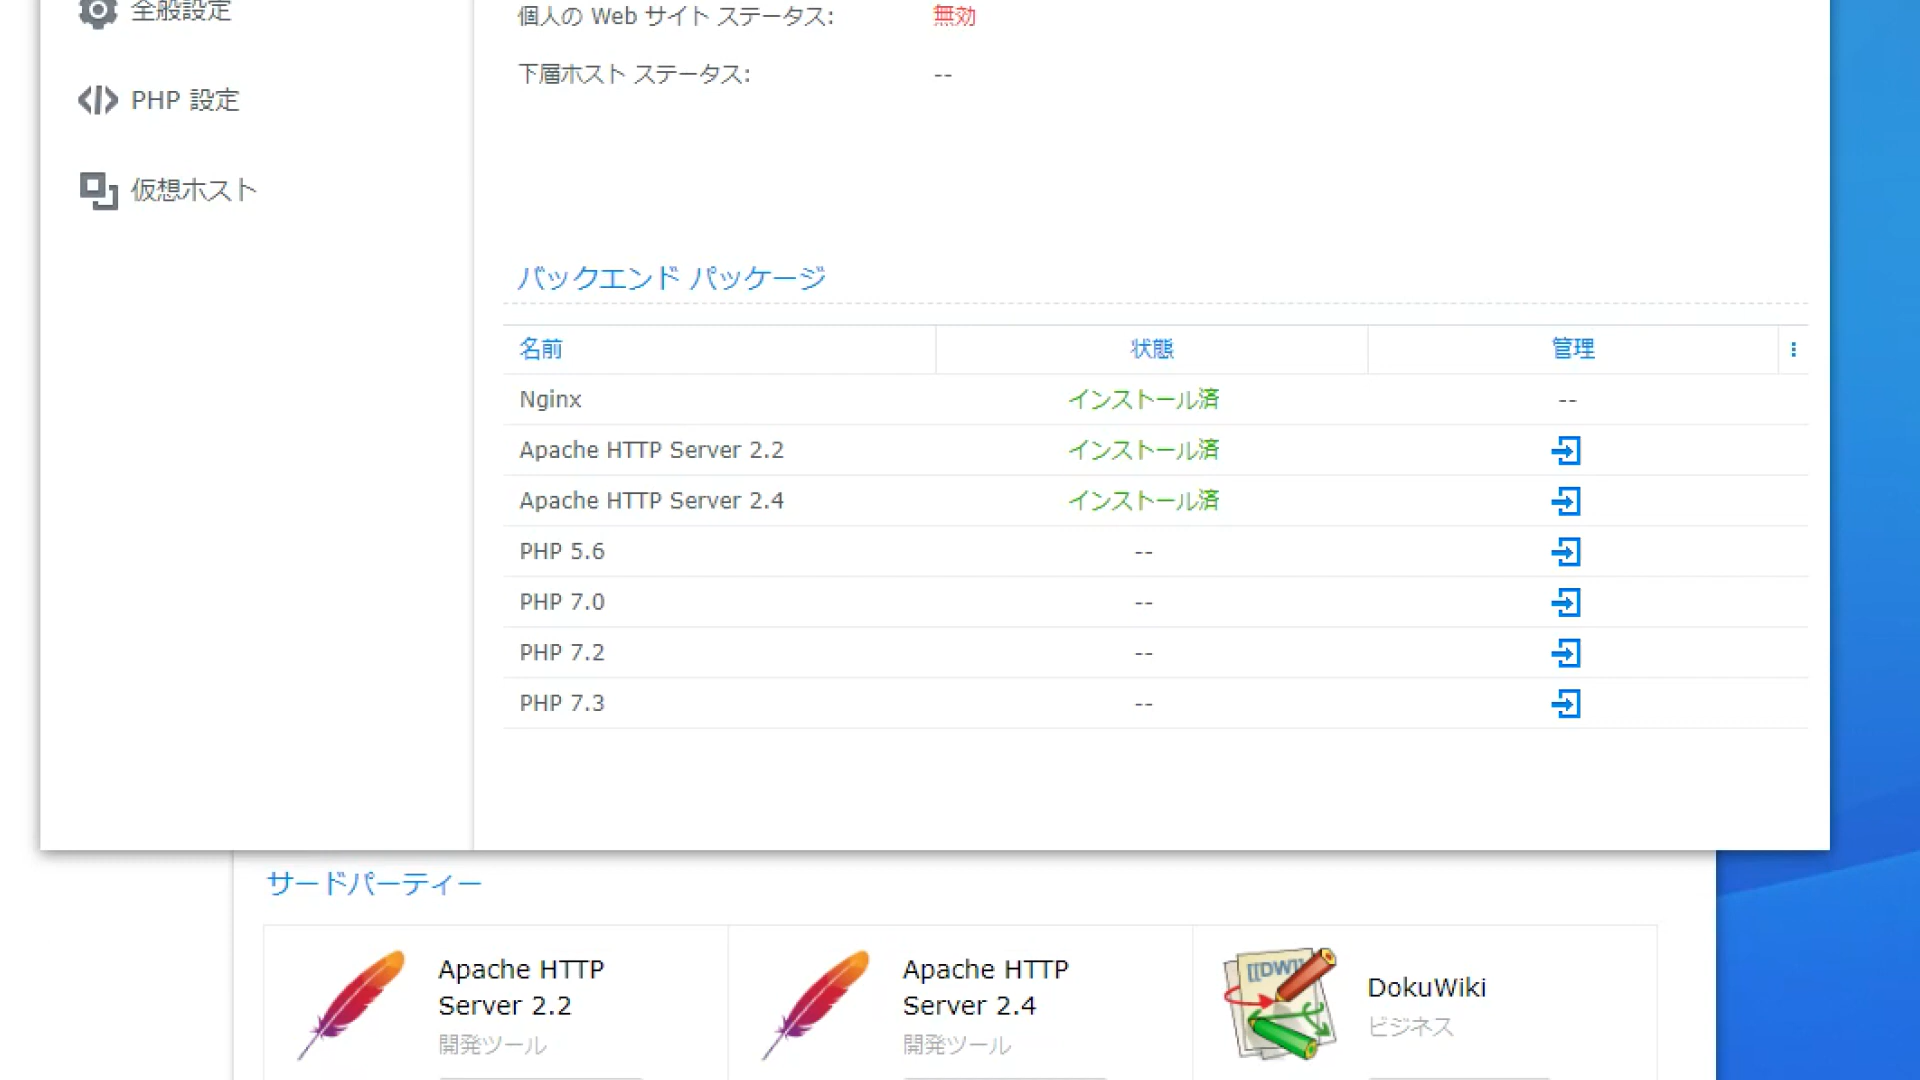 全般設定
PHP 設定
仮想ホスト
個人の Web サイト ステータス: 無効
下層ホスト ステータス: --
バックエンド パッケージ
名前 状態 管理
Nginx インストール済 --
Apache HTTP Server 2.2 インストール済
Apache HTTP Server 2.4 インストール済
PHP 5.6 --
PHP 7.0 --
PHP 7.2 --
PHP 7.3 --
サードパーティー
Apache HTTP
Server 2.2
開発ツール
Apache HTTP
Server 2.4
開発ツール
[[DW]]
DokuWiki
ビジネス